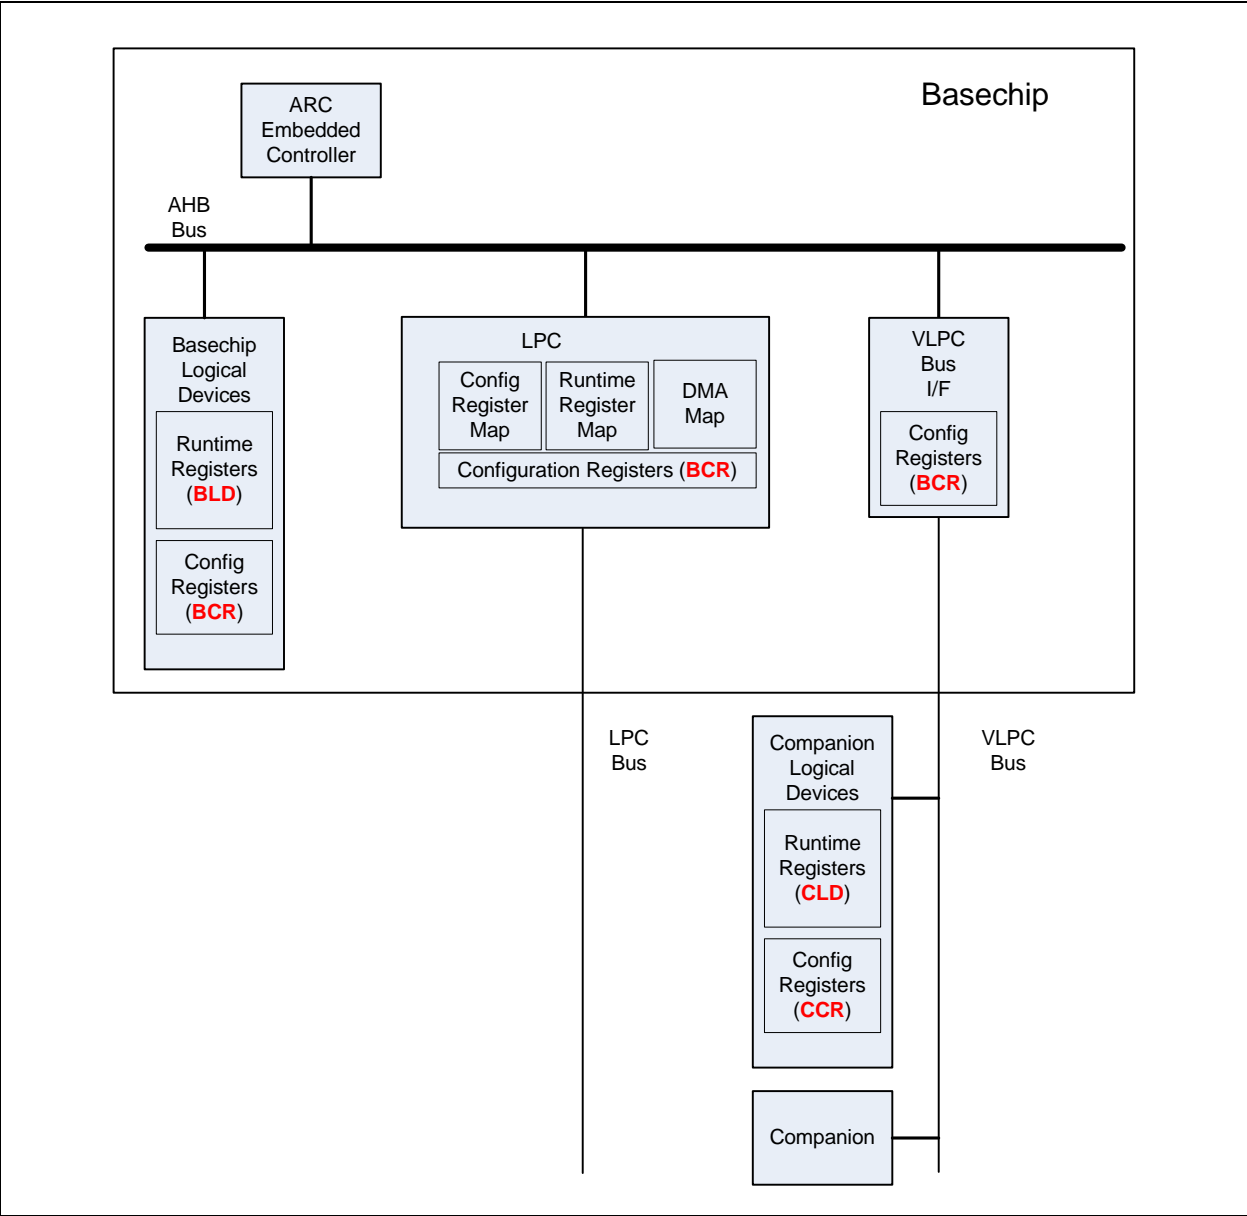 Basechip
ARC
Embedded
Controller
AHB
Bus
Basechip
Logical
Devices
Runtime
Registers
(BLD)
Config
Registers
(BCR)
LPC
Config
Register
Map
Runtime
Register
Map
DMA
Map
Configuration Registers (BCR)
VLPC
Bus
I/F
Config
Registers
(BCR)
LPC
Bus
Companion
Logical
Devices
Runtime
Registers
(CLD)
Config
Registers
(CCR)
VLPC
Bus
Companion